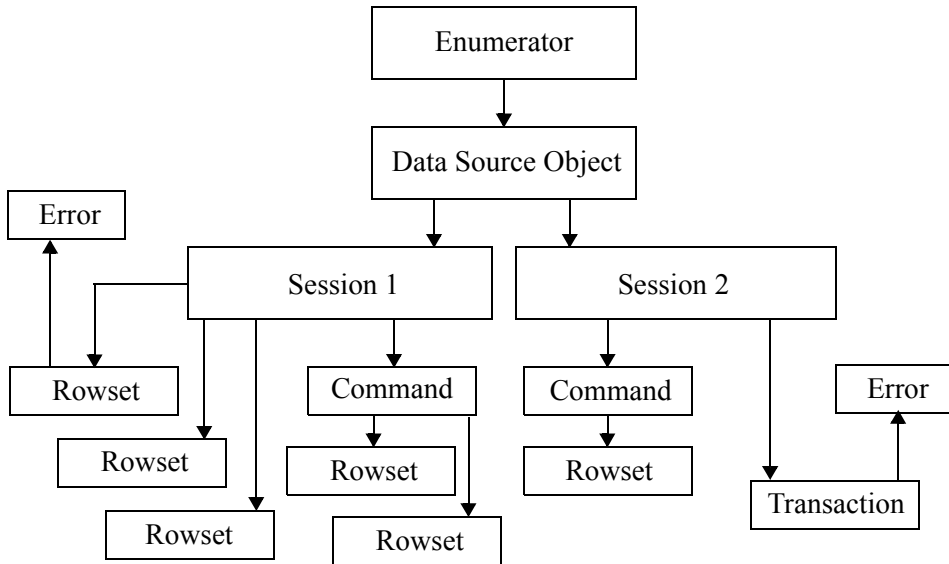 Enumerator
Data Source Object
Error
Session 1
Session 2
Rowset
Command
Command
Error
Rowset
Rowset
Rowset
Transaction
Rowset
Rowset